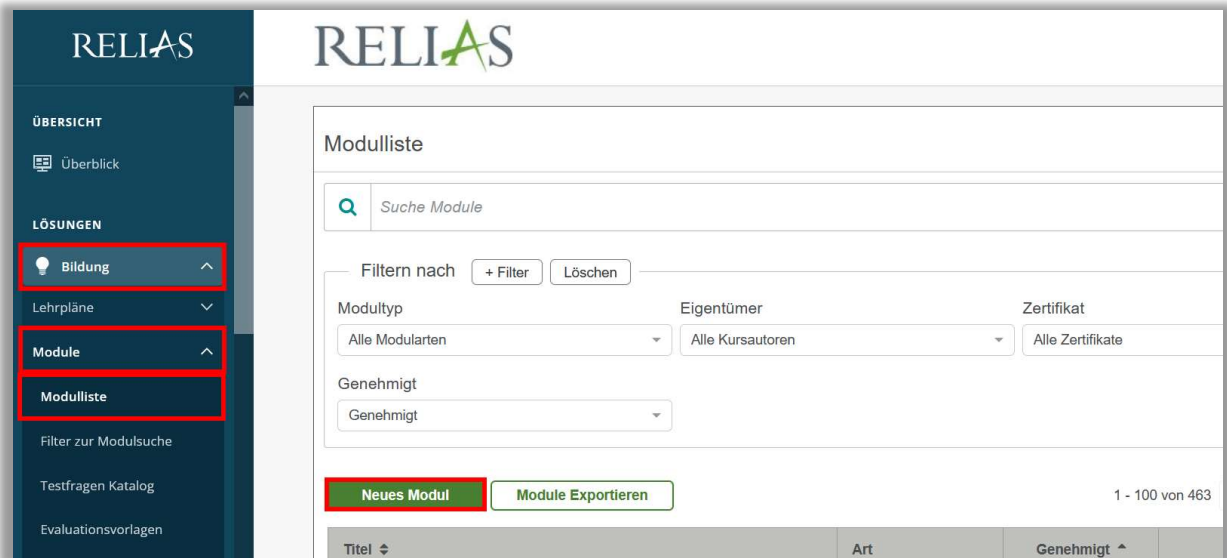 RELIAS
ÜBERSICHT
Überblick
LÖSUNGEN
Bildung
Lehrpläne
Module
Modulliste
Filter zur Modulsuche
Testfragen Katalog
Evaluationsvorlagen
RELIAS
Modulliste
Suche Module
Filtern nach + Filter Löschen
Modultyp Eigentümer Zertifikat
Alle Modularten Alle Kursautoren Alle Zertifikate
Genehmigt
Genehmigt
Neues Modul Module Exportieren 1 - 100 von 463
Titel Art Genehmigt